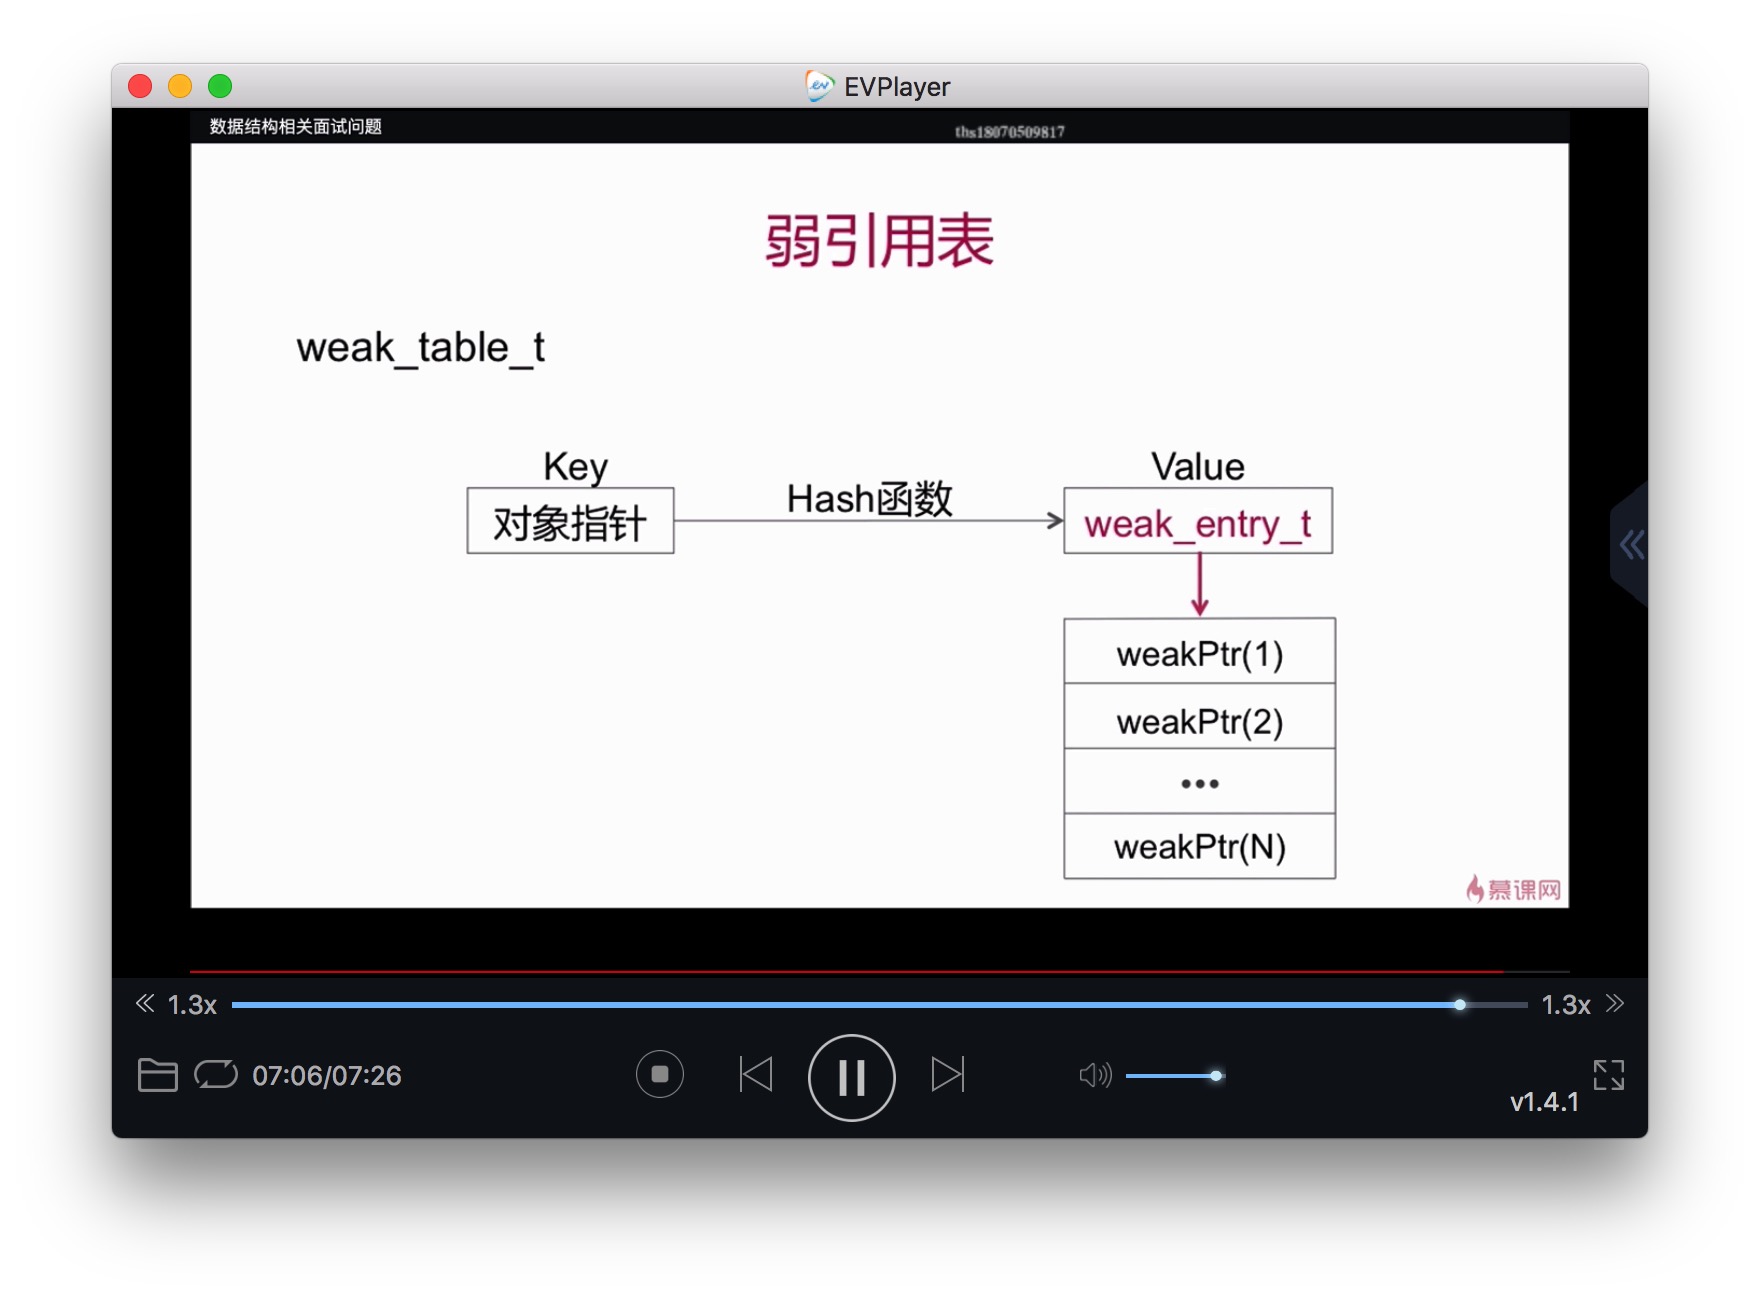 EVPlayer
数据结构相关面试问题
ths18070509817
弱引用表
weak_table_t
Key
Value
对象指针
Hash函数
weak_entry_t
weakPtr(1)
weakPtr(2)
•••
weakPtr(N)
慕课网
1.3x
1.3x
07:06/07:26
v1.4.1